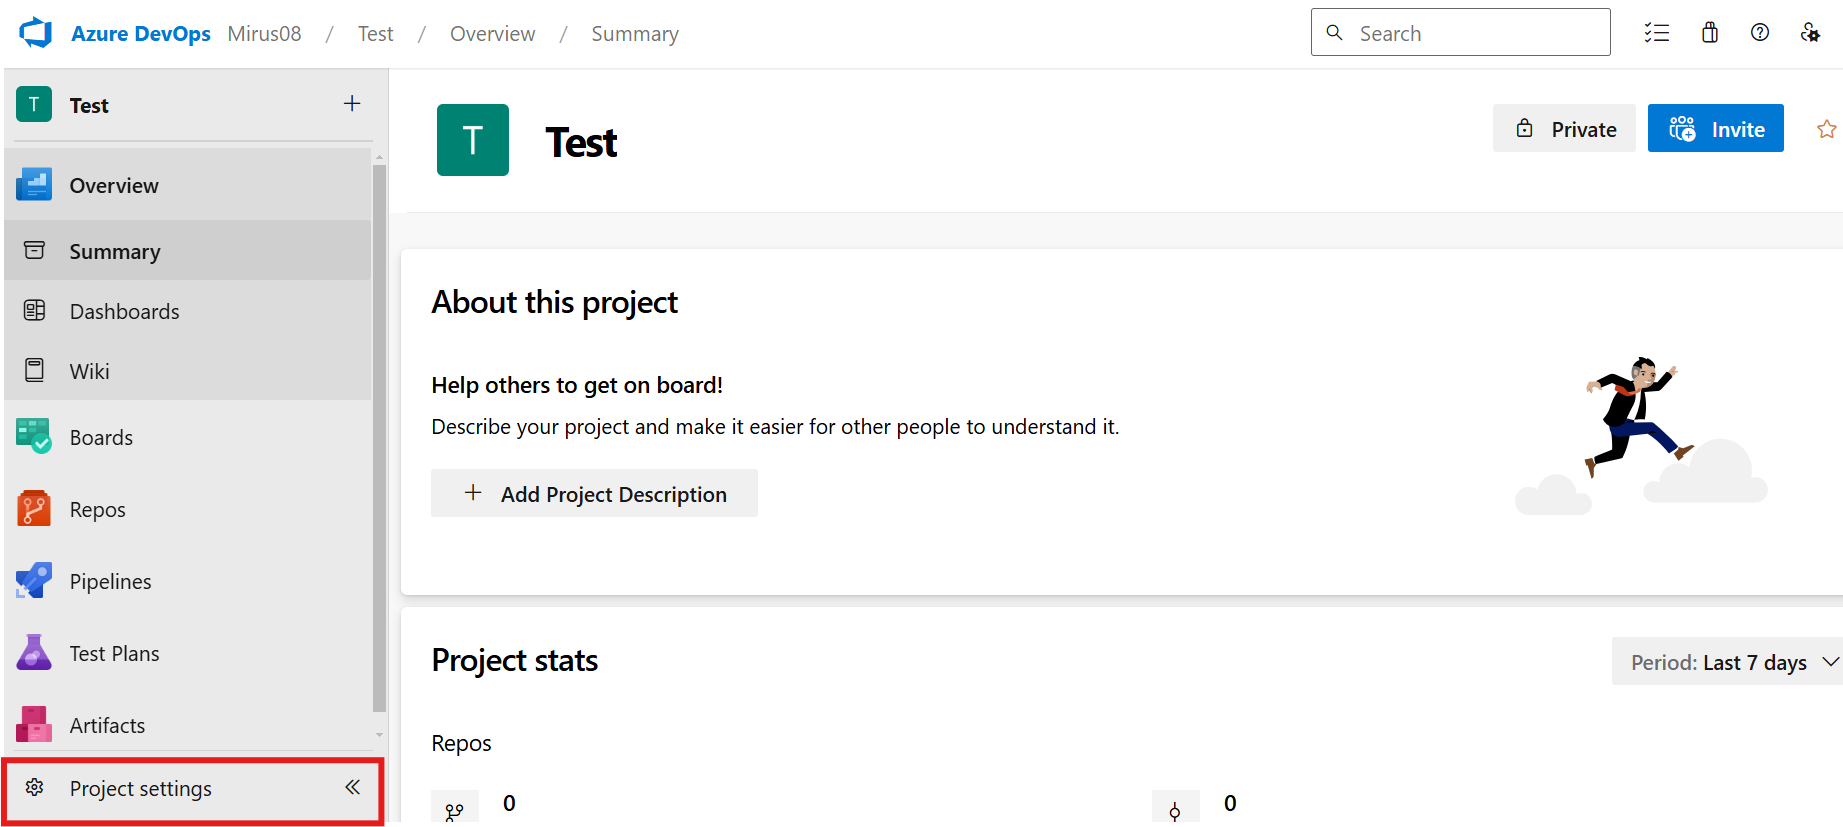 Azure DevOps Mirus08 / Test / Overview / Summary
Search
T Test +
Overview
Summary
Dashboards
Wiki
Boards
Repos
Pipelines
Test Plans
Artifacts
Project settings
T Test
Private
Invite
About this project
Help others to get on board!
Describe your project and make it easier for other people to understand it.
+ Add Project Description
Project stats
Period: Last 7 days
Repos
0
0